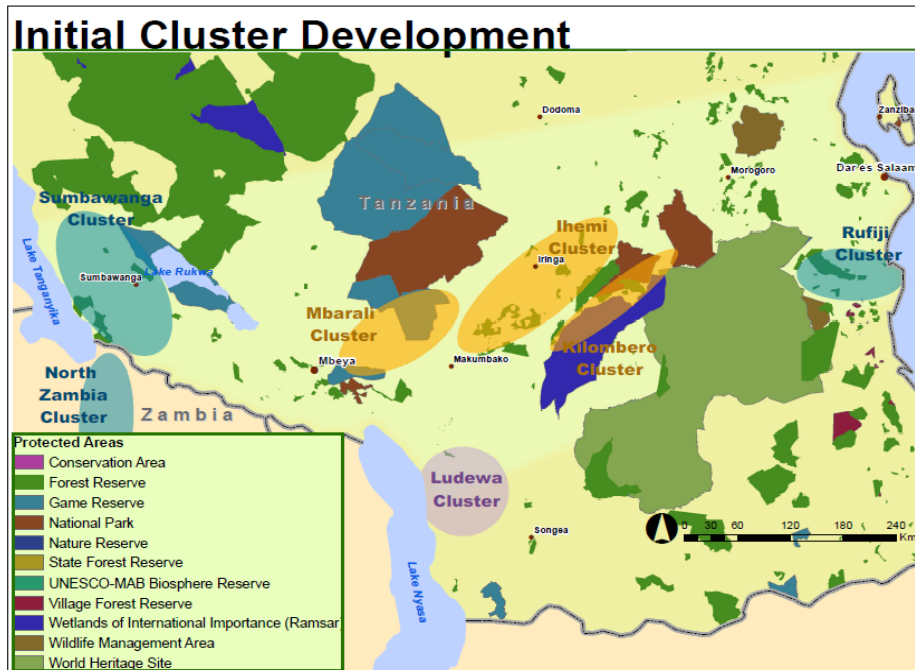 Initial Cluster Development
Dodoma
Zanzibar
Morogoro
Dar es Salaam
Tanzania
Sumbawanga
Cluster
Ihemi
Cluster
Rufiji
Cluster
Lake Tanganyika
Sumbawanga
Lake Rukwa
Iringa
Mbarali
Cluster
Kilombero
Cluster
Mbeya
Makumbako
North
Zambia
Cluster
Zambia
Ludewa
Cluster
Songea
Lake Nyasa
0 30 60 120 180 240
Km
Protected Areas
Conservation Area
Forest Reserve
Game Reserve
National Park
Nature Reserve
State Forest Reserve
UNESCO-MAB Biosphere Reserve
Village Forest Reserve
Wetlands of International Importance (Ramsar)
Wildlife Management Area
World Heritage Site